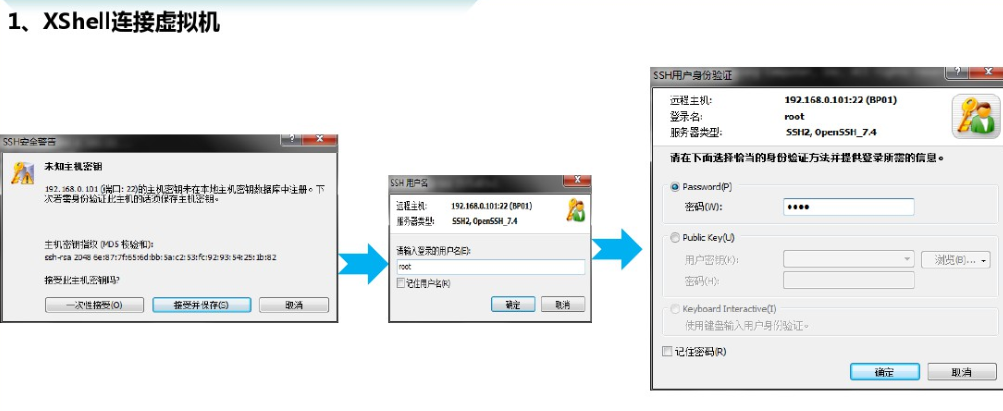 1、XShell连接虚拟机
SSH安全警告
未知主机密钥
192.168.0.101 (端口: 22)的主机密钥未在本地主机密钥数据库中注册。下
次若需身份验证此主机的话须保存主机密钥。
主机密钥指纹 (MD5 校验和):
ssh-rsa 2048 6e:87:7f:65:6d:bb:5a:c2:53:fc:92:93:54:25:1b:82
接受此主机密钥吗?
一次性接受(O)
接受并保存(S)
取消
SSH 用户名
远程主机: 192.168.0.101:22 (BP01)
服务器类型: SSH2, OpenSSH_7.4
请输入登录的用户名(E):
root
记住用户名(R)
确定
取消
SSH用户身份验证
远程主机: 192.168.0.101:22 (BP01)
登录名: root
服务器类型: SSH2, OpenSSH_7.4
请在下面选择恰当的身份验证方法并提供登录所需的信息。
Password(P)
密码(W): ••••
Public Key(U)
用户密钥(K):
浏览(B)...
密码(H):
Keyboard Interactive(I)
使用键盘输入用户身份验证。
记住密码(R)
确定
取消